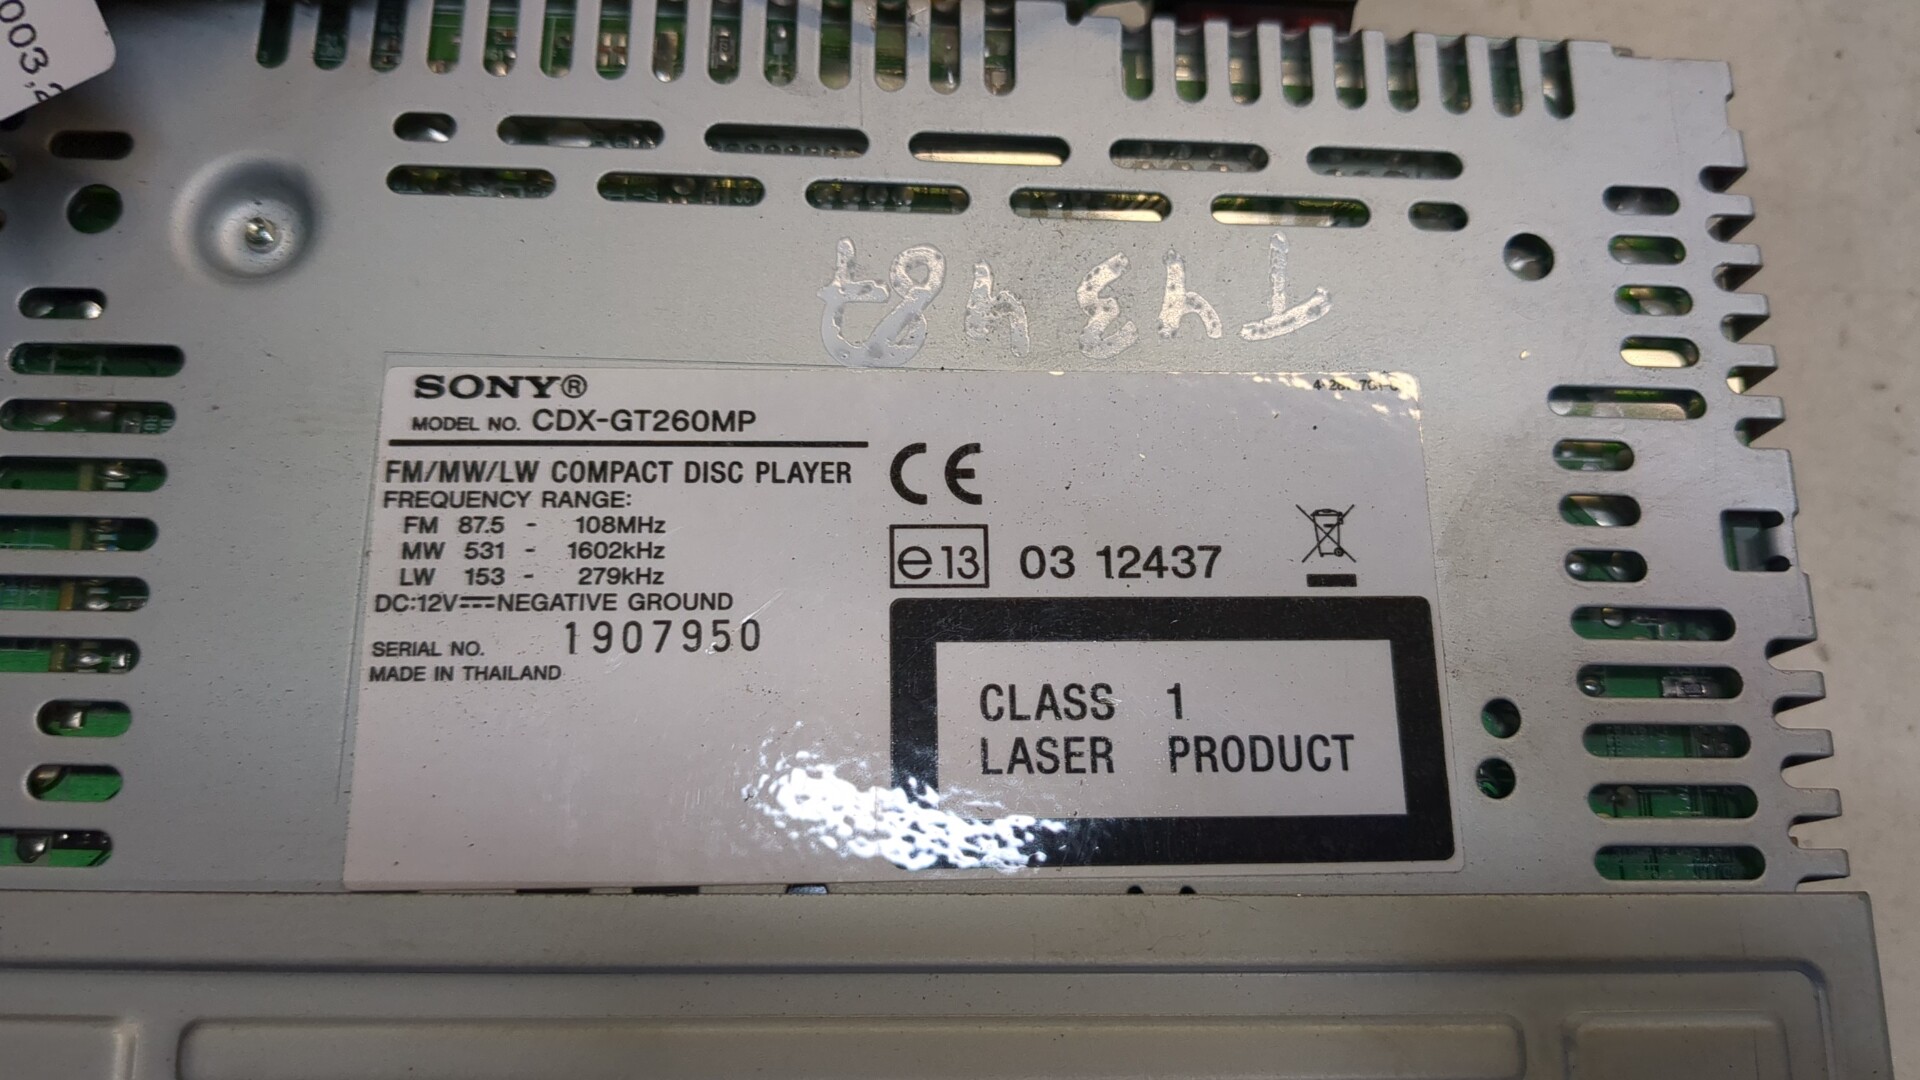 003,2
SONY®
MODEL NO. CDX-GT260MP
FM/MW/LW COMPACT DISC PLAYER
FREQUENCY RANGE:
FM 87.5 - 108MHz
MW 531 - 1602kHz
LW 153 - 279kHz
DC:12V⎓NEGATIVE GROUND
SERIAL NO. 1907950
MADE IN THAILAND
CE
e13 03 12437
CLASS 1
LASER PRODUCT